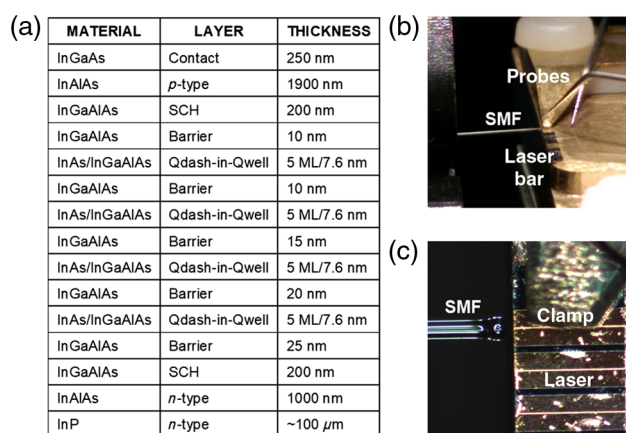 (a)
MATERIAL LAYER THICKNESS
InGaAs Contact 250 nm
InAlAs p-type 1900 nm
InGaAlAs SCH 200 nm
InGaAlAs Barrier 10 nm
InAs/InGaAlAs Qdash-in-Qwell 5 ML/7.6 nm
InGaAlAs Barrier 10 nm
InAs/InGaAlAs Qdash-in-Qwell 5 ML/7.6 nm
InGaAlAs Barrier 15 nm
InAs/InGaAlAs Qdash-in-Qwell 5 ML/7.6 nm
InGaAlAs Barrier 20 nm
InAs/InGaAlAs Qdash-in-Qwell 5 ML/7.6 nm
InGaAlAs Barrier 25 nm
InGaAlAs SCH 200 nm
InAlAs n-type 1000 nm
InP n-type ~100 μm
(b)
Probes
SMF
Laser
bar
(c)
SMF
Clamp
Laser